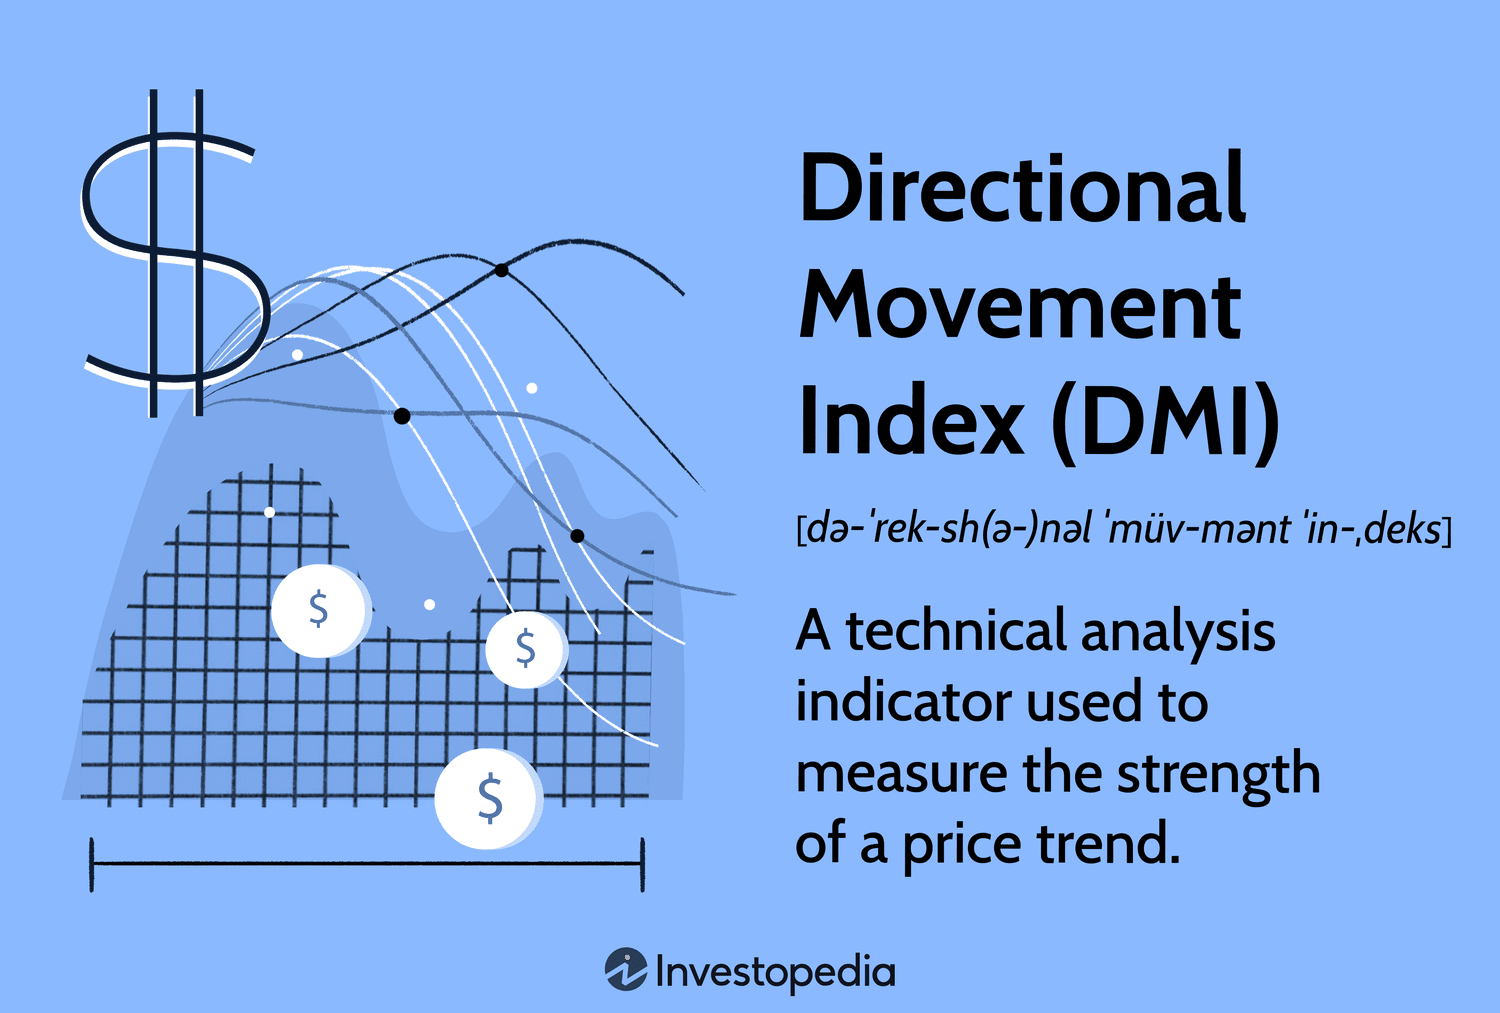 $
Directional
Movement
Index (DMI)
[də-ˈrek-sh(ə-)nəl ˈmüv-mənt ˈin-ˌdeks]
A technical analysis
indicator used to
measure the strength
of a price trend.
$
$
$
Investopedia